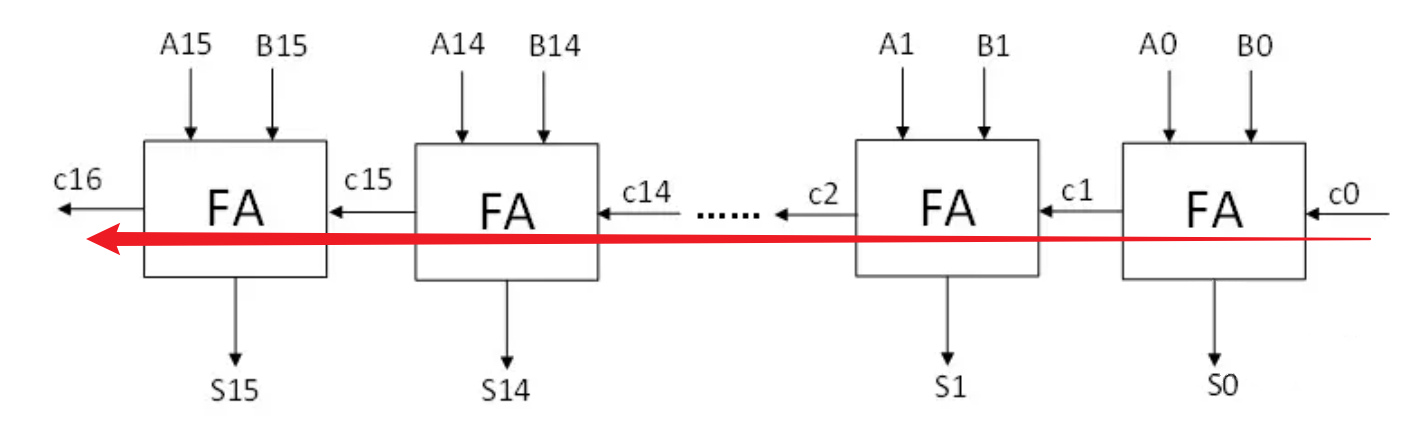 A15 B15 A14 B14 A1 B1 A0 B0
c16 FA c15 FA c14 ...... c2 FA c1 FA c0
S15 S14 S1 S0